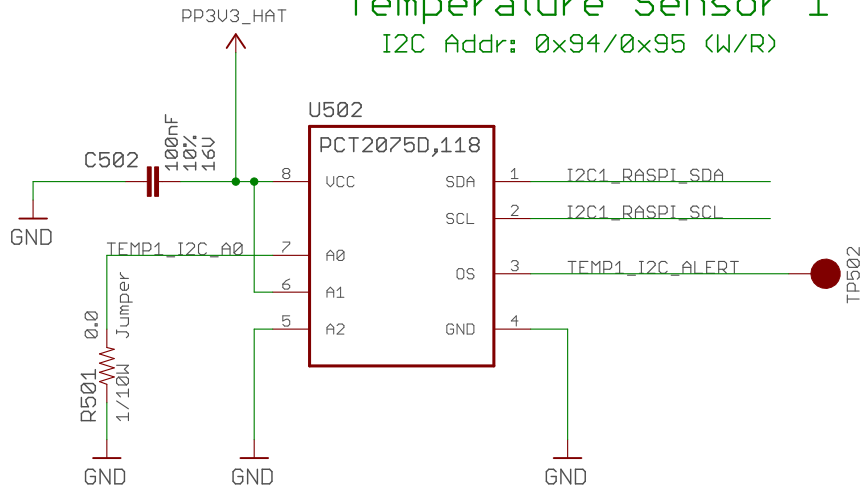 Temperature Sensor 1
I2C Addr: 0x94/0x95 (W/R)
PP3V3_HAT
U502
PCT2075D,118
C502
100nF
10%
16V
GND
8
VCC
SDA
1
I2C1_RASPI_SDA
SCL
2
I2C1_RASPI_SCL
TEMP1_I2C_A0
7
A0
6
A1
OS
3
TEMP1_I2C_ALERT
TP502
5
A2
GND
4
R501
0.0
Jumper
1/10W
GND
GND
GND